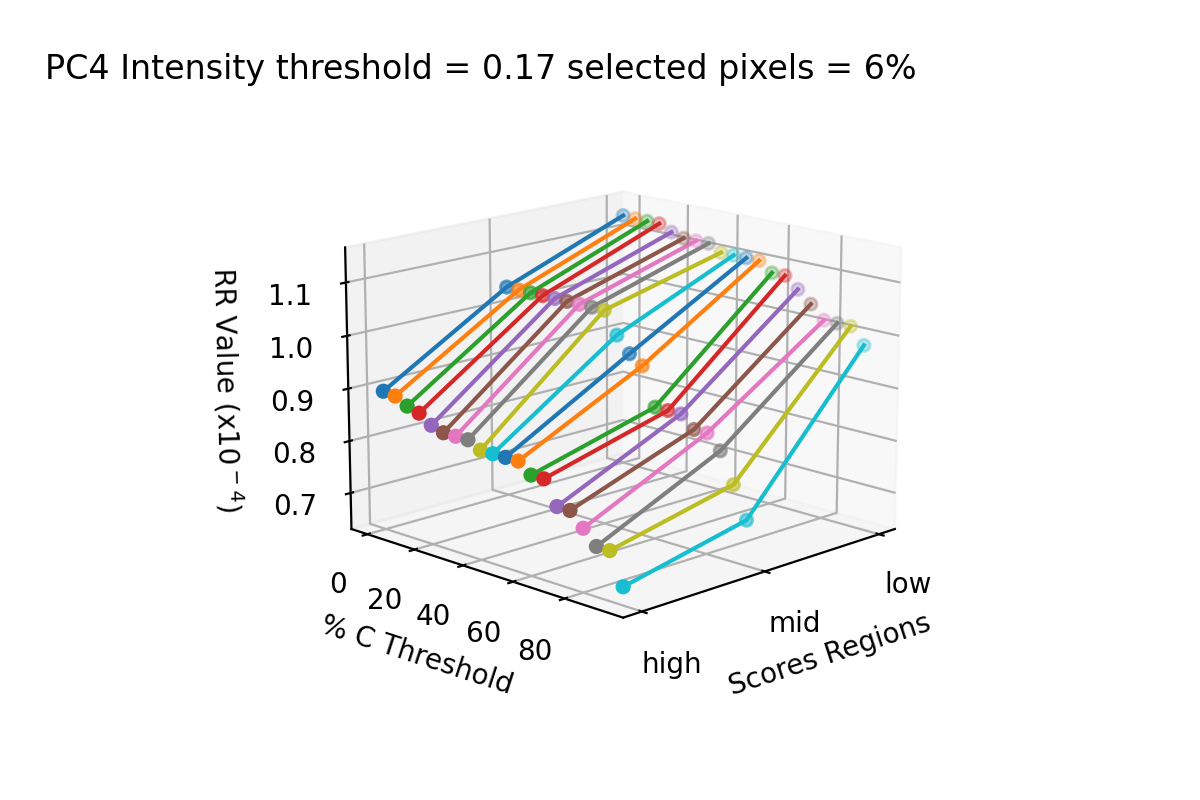 PC4 Intensity threshold = 0.17 selected pixels = 6%
RR Value (x10⁻⁴)
1.1
1.0
0.9
0.8
0.7
0
20
40
60
80
% C Threshold
high
mid
low
Scores Regions